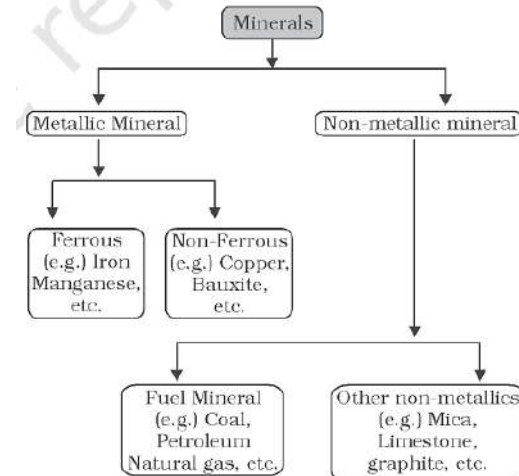 Minerals
Metallic Mineral
Non-metallic mineral
Ferrous
(e.g.) Iron
Manganese,
etc.
Non-Ferrous
(e.g.) Copper,
Bauxite,
etc.
Fuel Mineral
(e.g.) Coal,
Petroleum
Natural gas, etc.
Other non-metallics
(e.g.) Mica,
Limestone,
graphite, etc.